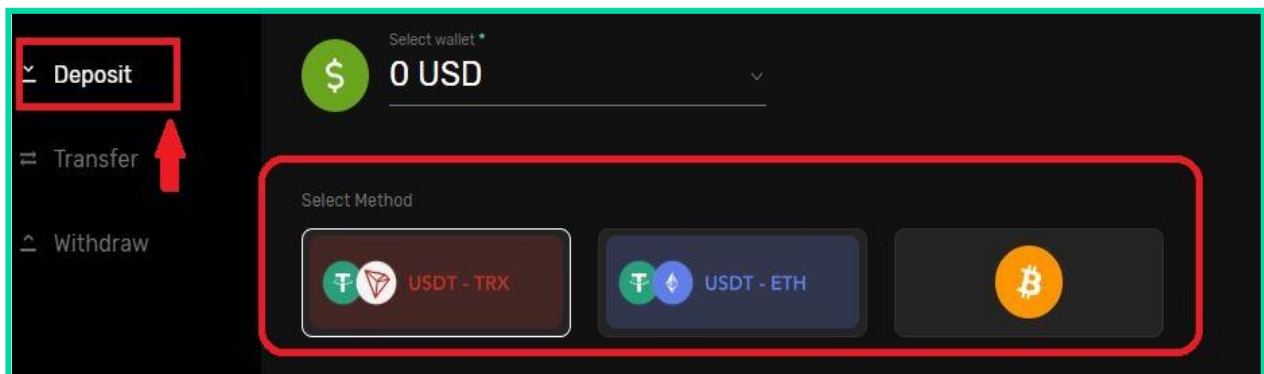 Deposit
Transfer
Withdraw
Select wallet *
0 USD
Select Method
USDT - TRX
USDT - ETH